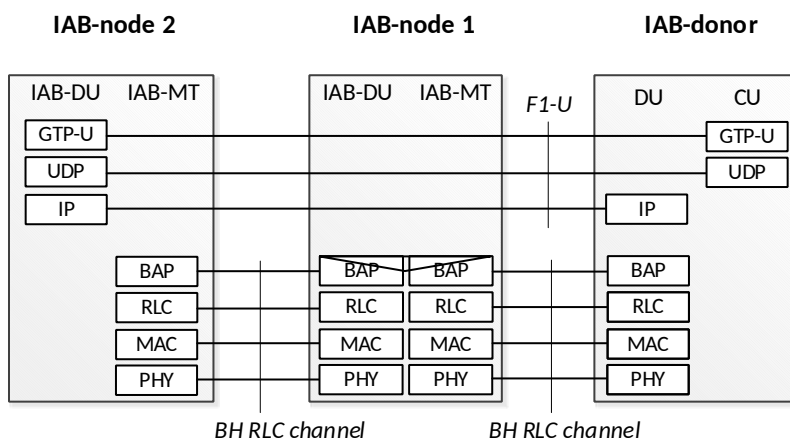 IAB-node 2 IAB-node 1 IAB-donor
IAB-DU IAB-MT IAB-DU IAB-MT F1-U DU CU
GTP-U GTP-U
UDP UDP
IP IP
BAP BAP BAP BAP
RLC RLC RLC RLC
MAC MAC MAC MAC
PHY PHY PHY PHY
BH RLC channel BH RLC channel